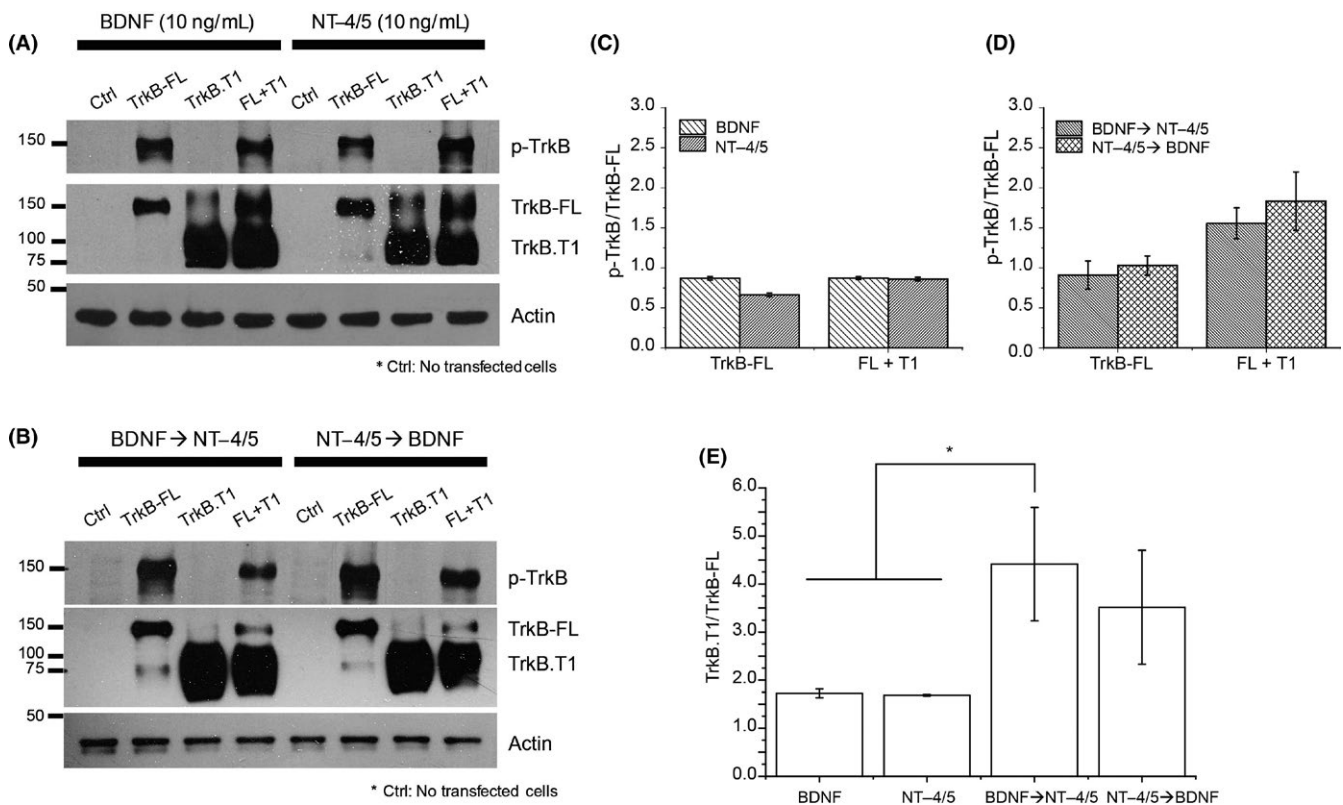 (A)
BDNF (10 ng/mL) NT–4/5 (10 ng/mL)
Ctrl TrkB-FL TrkB.T1 FL+T1 Ctrl TrkB-FL TrkB.T1 FL+T1
150 p-TrkB
150 TrkB-FL
100 TrkB.T1
75
50
Actin
* Ctrl: No transfected cells
(B)
BDNF → NT–4/5 NT–4/5 → BDNF
Ctrl TrkB-FL TrkB.T1 FL+T1 Ctrl TrkB-FL TrkB.T1 FL+T1
150 p-TrkB
150 TrkB-FL
100 TrkB.T1
75
50
Actin
* Ctrl: No transfected cells
(C)
p-TrkB/TrkB-FL
3.0
2.5
2.0
1.5
1.0
0.5
0.0
BDNF
NT–4/5
TrkB-FL FL + T1
(D)
p-TrkB/TrkB-FL
3.0
2.5
2.0
1.5
1.0
0.5
0.0
BDNF→ NT–4/5
NT–4/5→ BDNF
TrkB-FL FL + T1
(E)
*
TrkB.T1/TrkB-FL
6.0
5.0
4.0
3.0
2.0
1.0
0.0
BDNF NT–4/5 BDNF→NT–4/5 NT–4/5→BDNF